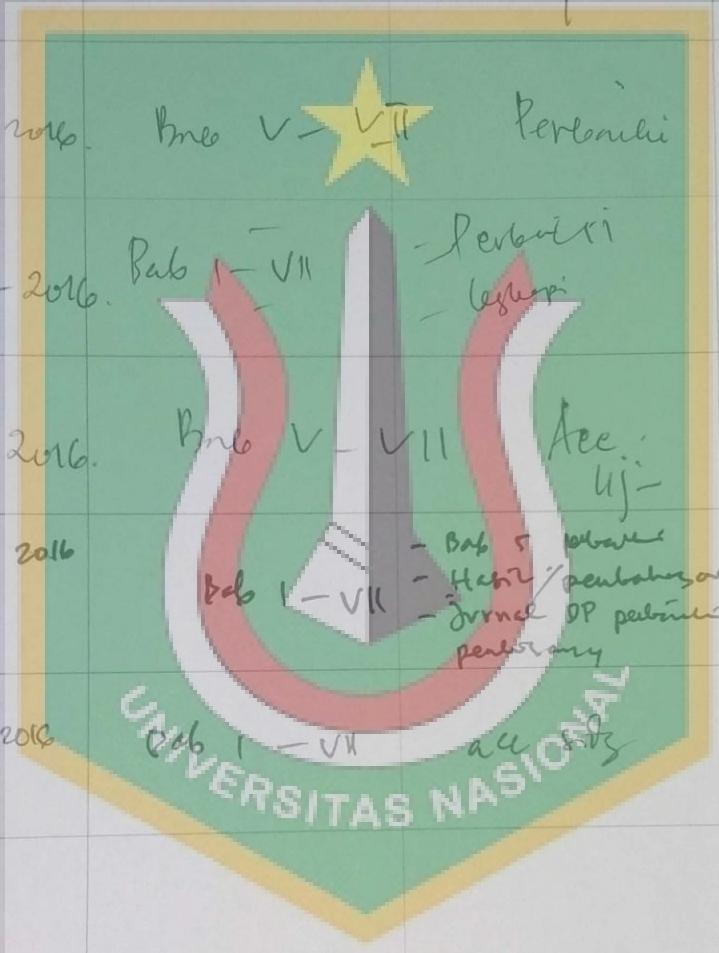 2016. Bab V - VII Perbaiki
2016. Bab I - VII - Perbaiki
- lengkapi
2016. Bab V - VII Acc.
Uji
2016 Bab I - VII - Bab 5
- Hasil / pembahasan
- Jurnal DP
2016 Bab I - VII acc
UNIVERSITAS NASIONAL